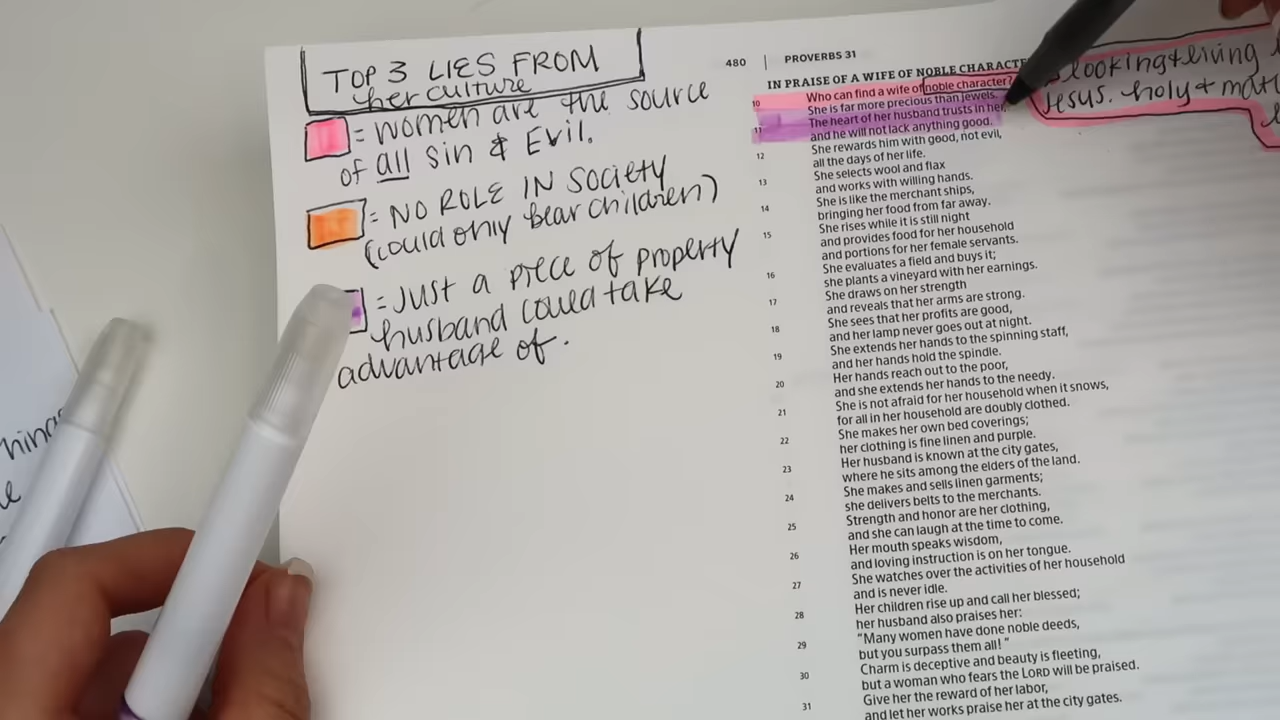 TOP 3 LIES FROM
her culture
= women are the source
of all sin & Evil.
= NO ROLE IN Society
(could only bear children)
= Just a piece of property
husband could take
advantage of.
480 | PROVERBS 31
IN PRAISE OF A WIFE OF NOBLE CHARACTE
10 Who can find a wife of noble character?
She is far more precious than jewels.
11 The heart of her husband trusts in her,
and he will not lack anything good.
12 She rewards him with good, not evil,
all the days of her life.
13 She selects wool and flax
and works with willing hands.
14 She is like the merchant ships,
bringing her food from far away.
15 She rises while it is still night
and provides food for her household
and portions for her female servants.
16 She evaluates a field and buys it;
she plants a vineyard with her earnings.
17 She draws on her strength
and reveals that her arms are strong.
18 She sees that her profits are good,
and her lamp never goes out at night.
19 She extends her hands to the spinning staff,
and her hands hold the spindle.
20 Her hands reach out to the poor,
and she extends her hands to the needy.
21 She is not afraid for her household when it snows,
for all in her household are doubly clothed.
22 She makes her own bed coverings;
her clothing is fine linen and purple.
23 Her husband is known at the city gates,
where he sits among the elders of the land.
24 She makes and sells linen garments;
she delivers belts to the merchants.
25 Strength and honor are her clothing,
and she can laugh at the time to come.
26 Her mouth speaks wisdom,
and loving instruction is on her tongue.
27 She watches over the activities of her household
and is never idle.
28 Her children rise up and call her blessed;
her husband also praises her:
29 “Many women have done noble deeds,
but you surpass them all!”
30 Charm is deceptive and beauty is fleeting,
but a woman who fears the LORD will be praised.
31 Give her the reward of her labor,
and let her works praise her at the city gates.
looking & living
Jesus. holy +